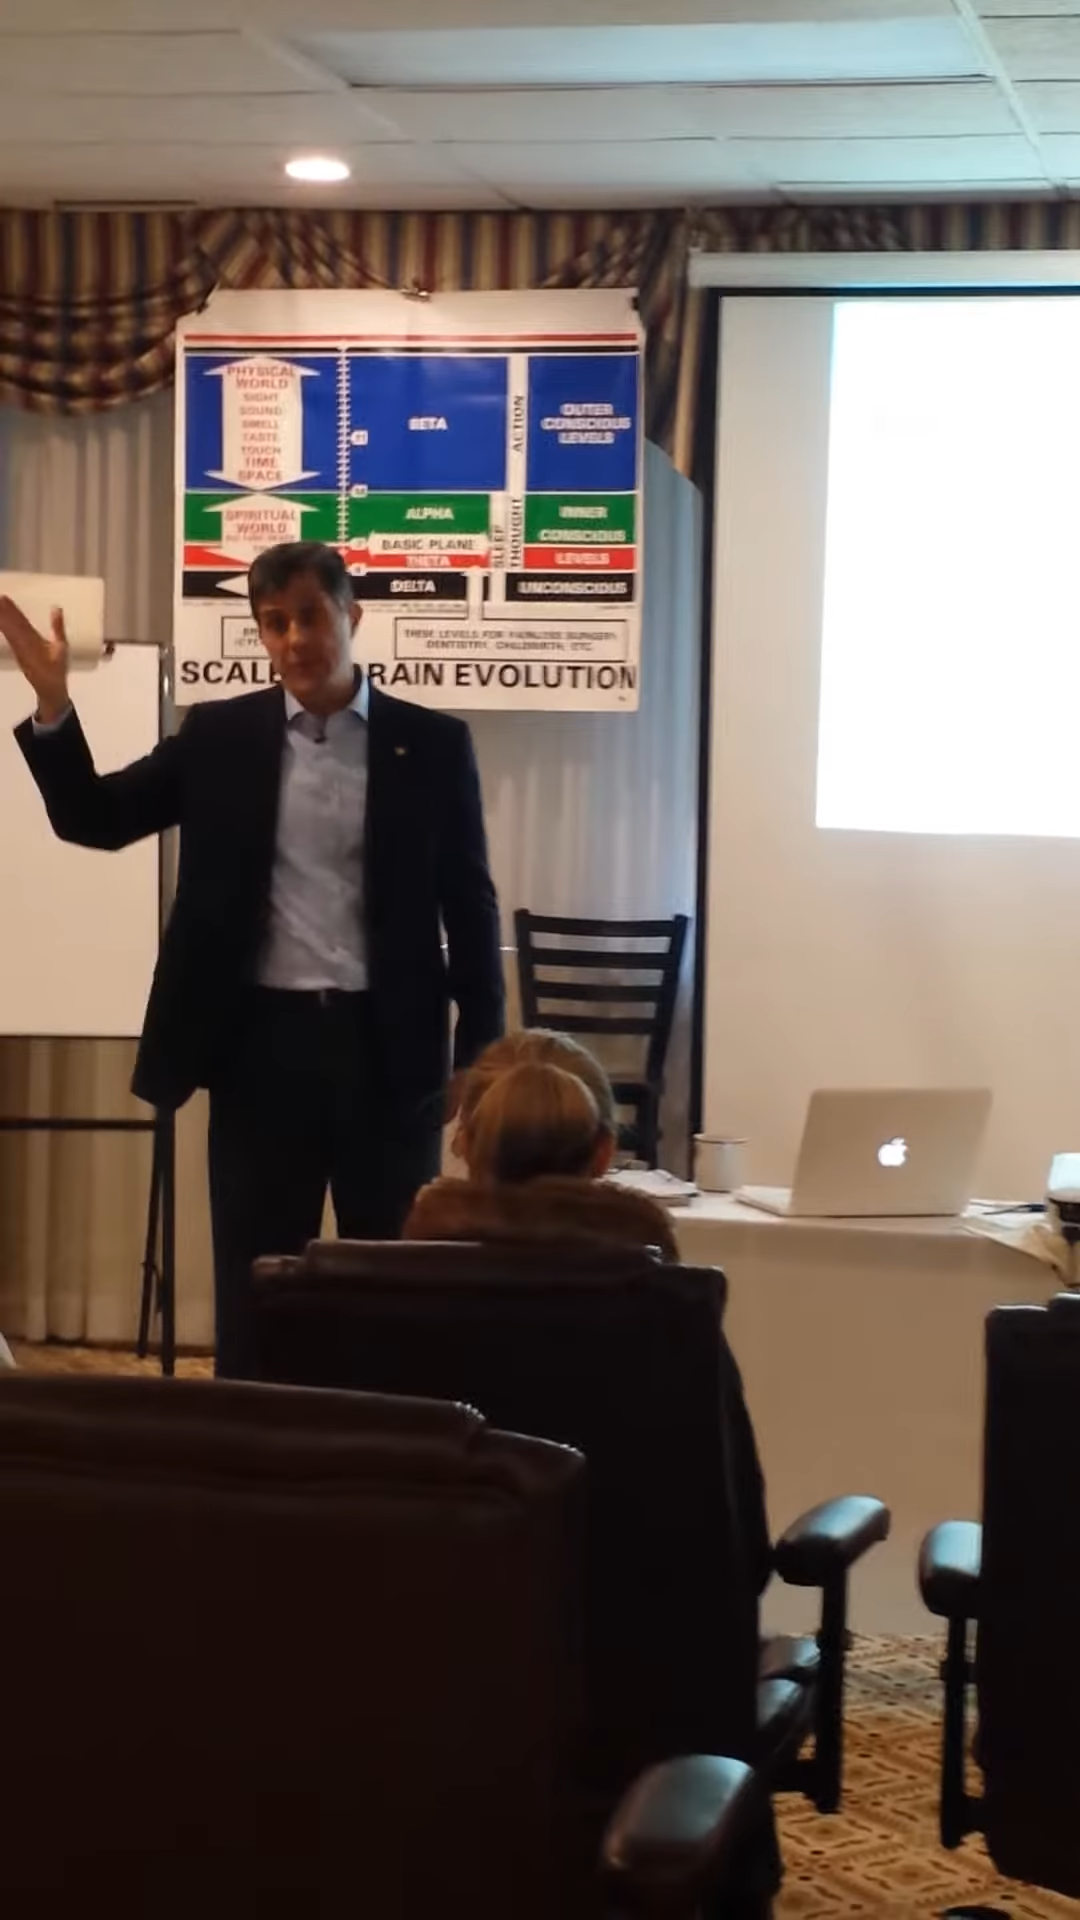 PHYSICAL
WORLD
SIGHT
SOUND
SMELL
TASTE
TOUCH
TIME
SPACE
BETA
ACTION
OUTER
CONSCIOUS
LEVELS
SPIRITUAL
WORLD
ALPHA
BASIC PLANE
THETA
DELTA
SLEEP
THOUGHT
INNER
CONSCIOUS
LEVELS
UNCONSCIOUS
THESE LEVELS FOR PAINLESS SURGERY,
DENTISTRY, CHILDBIRTH, ETC.
SCALE RAIN EVOLUTION